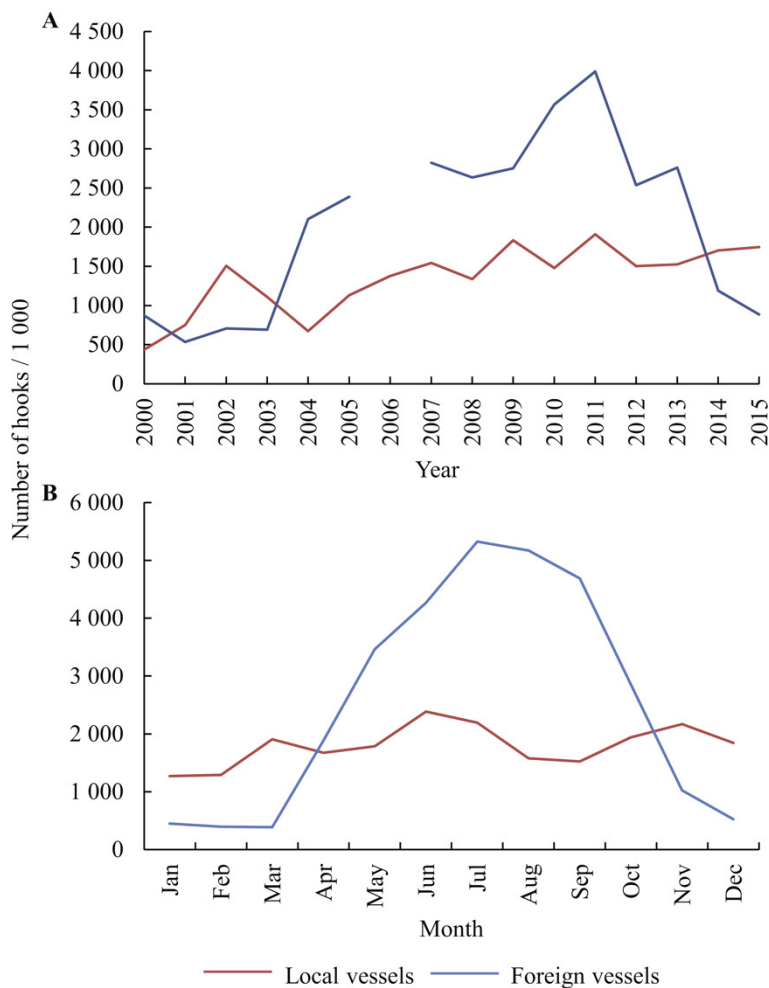 A
4 500
4 000
3 500
3 000
2 500
2 000
1 500
1 000
500
0
2000
2001
2002
2003
2004
2005
2006
2007
2008
2009
2010
2011
2012
2013
2014
2015
Year
Number of hooks / 1 000
B
6 000
5 000
4 000
3 000
2 000
1 000
0
Jan
Feb
Mar
Apr
May
Jun
Jul
Aug
Sep
Oct
Nov
Dec
Month
Local vessels
Foreign vessels